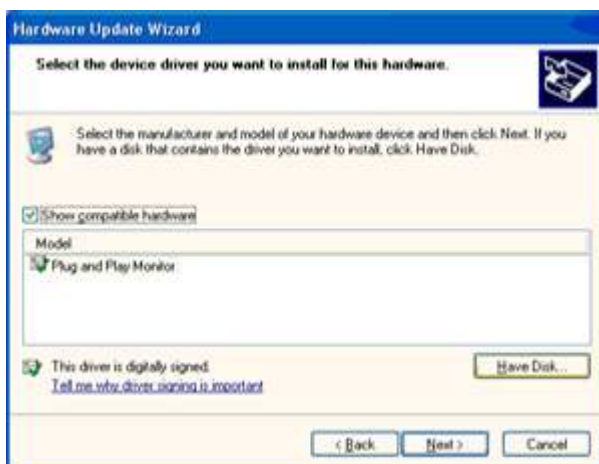 Hardware Update Wizard
Select the device driver you want to install for this hardware.
Select the manufacturer and model of your hardware device and then click Next. If you
have a disk that contains the driver you want to install, click Have Disk.
Show compatible hardware
Model
Plug and Play Monitor
This driver is digitally signed.
Have Disk...
Tell me why driver signing is important
< Back
Next >
Cancel